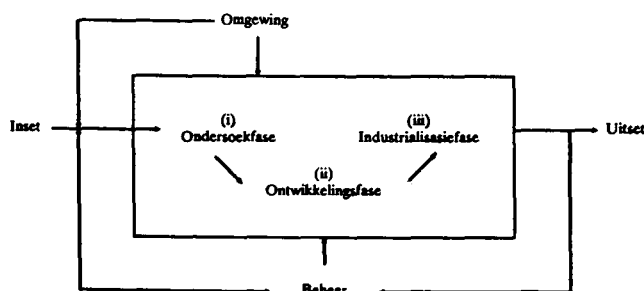 Omgewing
Inset
(i)
Ondersoekfase
(iii)
Industrialisasiefase
Uitset
(ii)
Ontwikkelingsfase